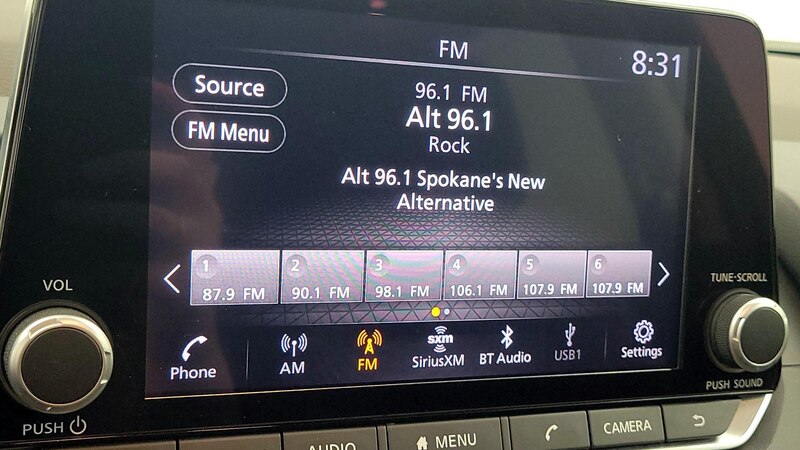 FM
8:31
Source
FM Menu
96.1 FM
Alt 96.1
Rock
Alt 96.1 Spokane's New
Alternative
1
87.9 FM
2
90.1 FM
3
98.1 FM
4
106.1 FM
5
107.9 FM
6
107.9 FM
Phone
AM
FM
sxm
SiriusXM
BT Audio
USB1
Settings
VOL
PUSH
TUNE·SCROLL
PUSH SOUND
AUDIO
MENU
CAMERA